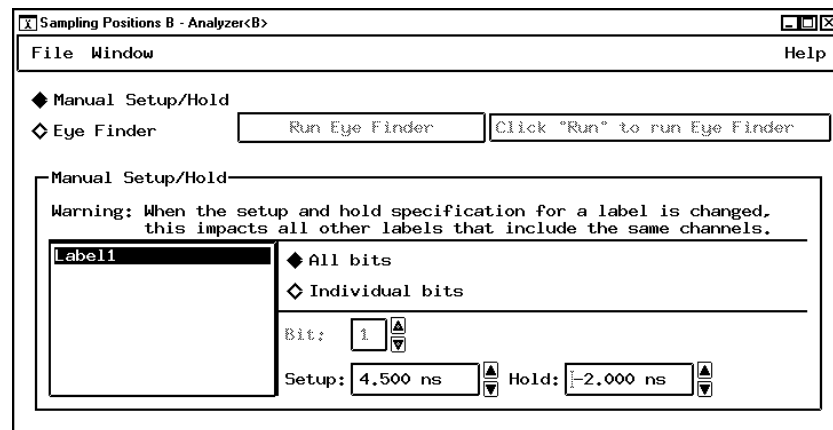 Sampling Positions B - Analyzer<B>
File Window Help
Manual Setup/Hold
Eye Finder Run Eye Finder Click "Run" to run Eye Finder
Manual Setup/Hold
Warning: When the setup and hold specification for a label is changed,
this impacts all other labels that include the same channels.
Label1
All bits
Individual bits
Bit: 1
Setup: 4.500 ns Hold: -2.000 ns